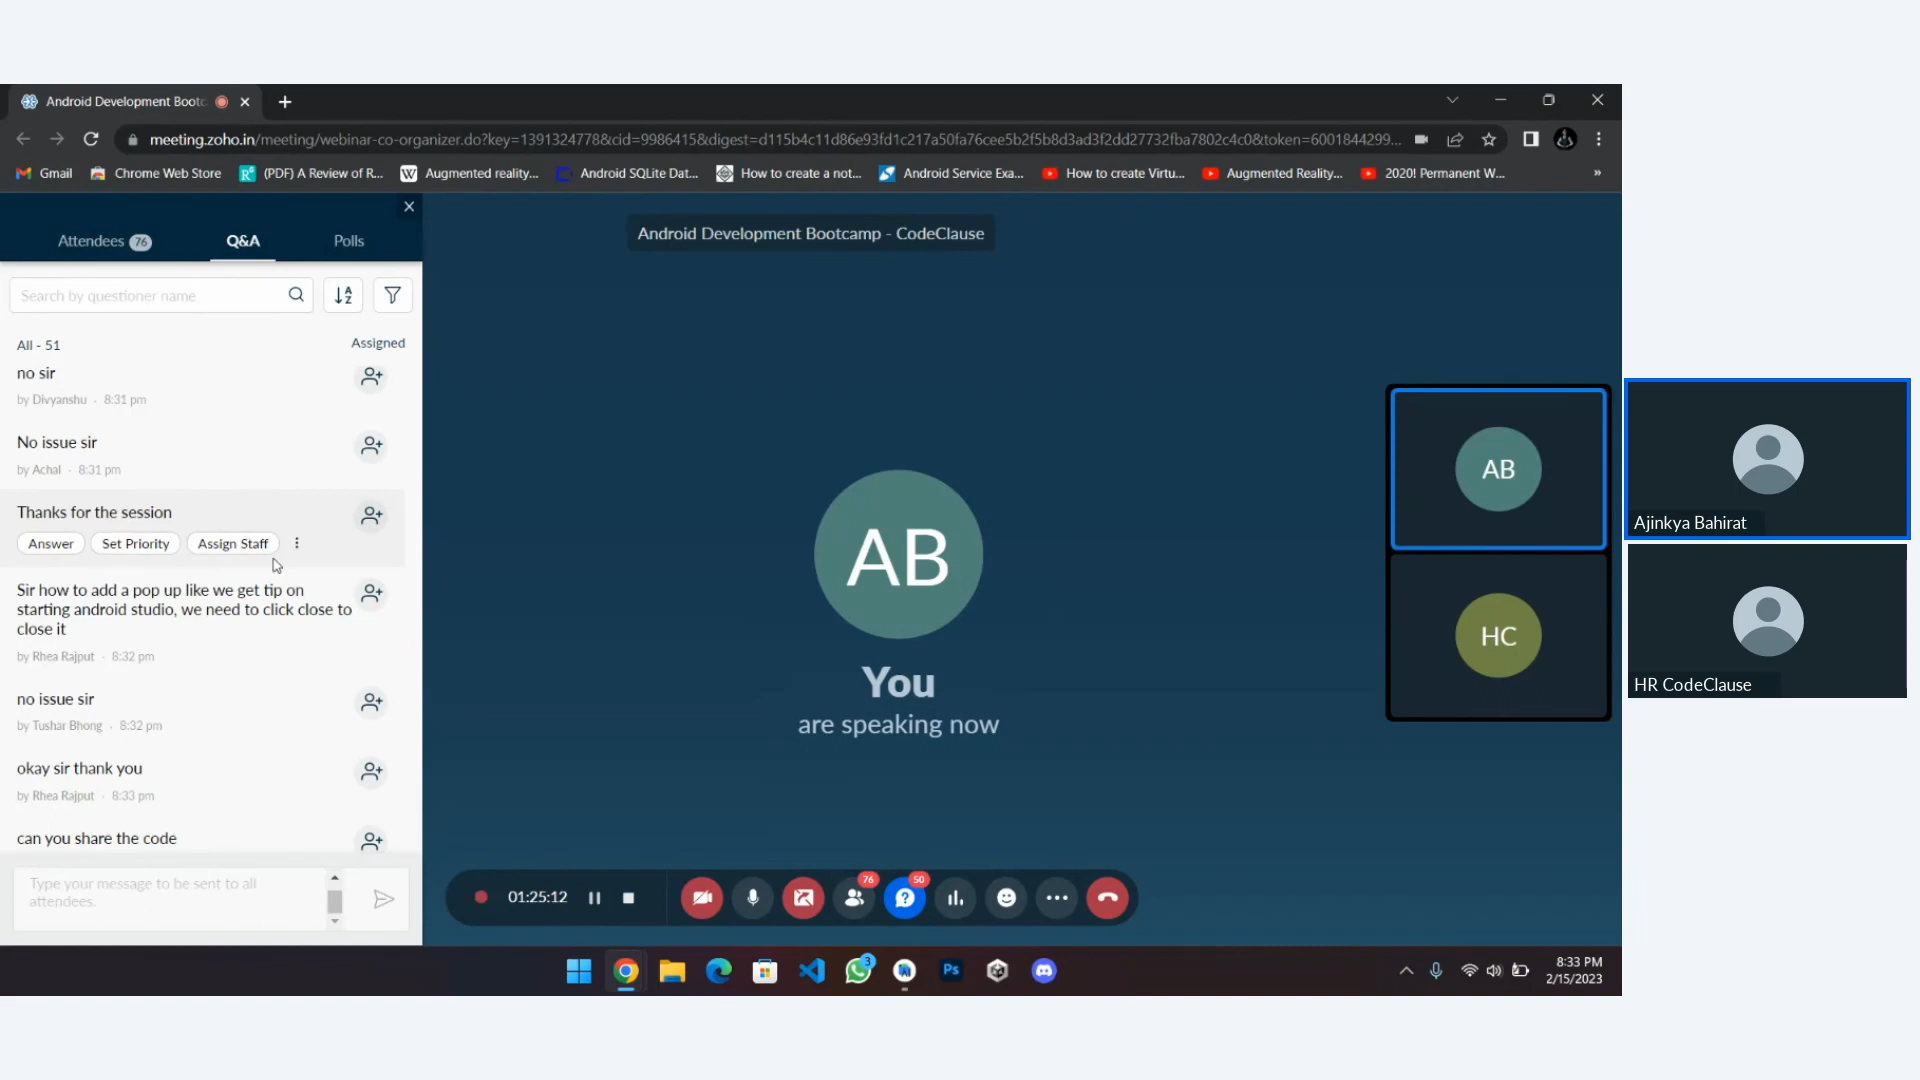 Android Development Bootc
meeting.zoho.in/meeting/webinar-co-organizer.do?key=1391324778&cid=9986415&digest=d115b4c11d86e93fd1c217a50fa76cee5b2f5b8d3ad3f2dd27732fba7802c4c0&token=6001844299...
Gmail Chrome Web Store (PDF) A Review of R... Augmented reality,... Android SQLite Dat... How to create a not... Android Service Exa... How to create Virtu... Augmented Reality... 2020! Permanent W... »
Attendees 76 Q&A Polls
Android Development Bootcamp - CodeClause
Search by questioner name
All - 51 Assigned
no sir
by Divyanshu · 8:31 pm
No issue sir
by Achal · 8:31 pm
Thanks for the session
Answer Set Priority Assign Staff
Sir how to add a pop up like we get tip on
starting android studio, we need to click close to
close it
by Rhea Rajput · 8:32 pm
no issue sir
by Tushar Bhong · 8:32 pm
okay sir thank you
by Rhea Rajput · 8:33 pm
can you share the code
Type your message to be sent to all
attendees.
AB
You
are speaking now
AB
HC
Ajinkya Bahirat
HR CodeClause
01:25:12 76 50
3 Ps
8:33 PM
2/15/2023